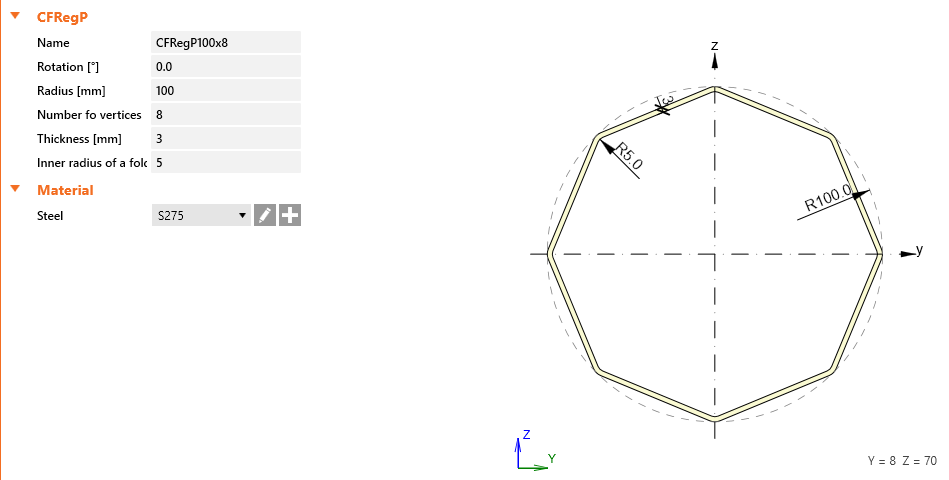 CFRegP
Name CFRegP100x8
Rotation [°] 0.0
Radius [mm] 100
Number fo vertices 8
Thickness [mm] 3
Inner radius of a fold 5
Material
Steel S275
z
3
R5.0
R100.0
y
Z
Y
Y = 8 Z = 70